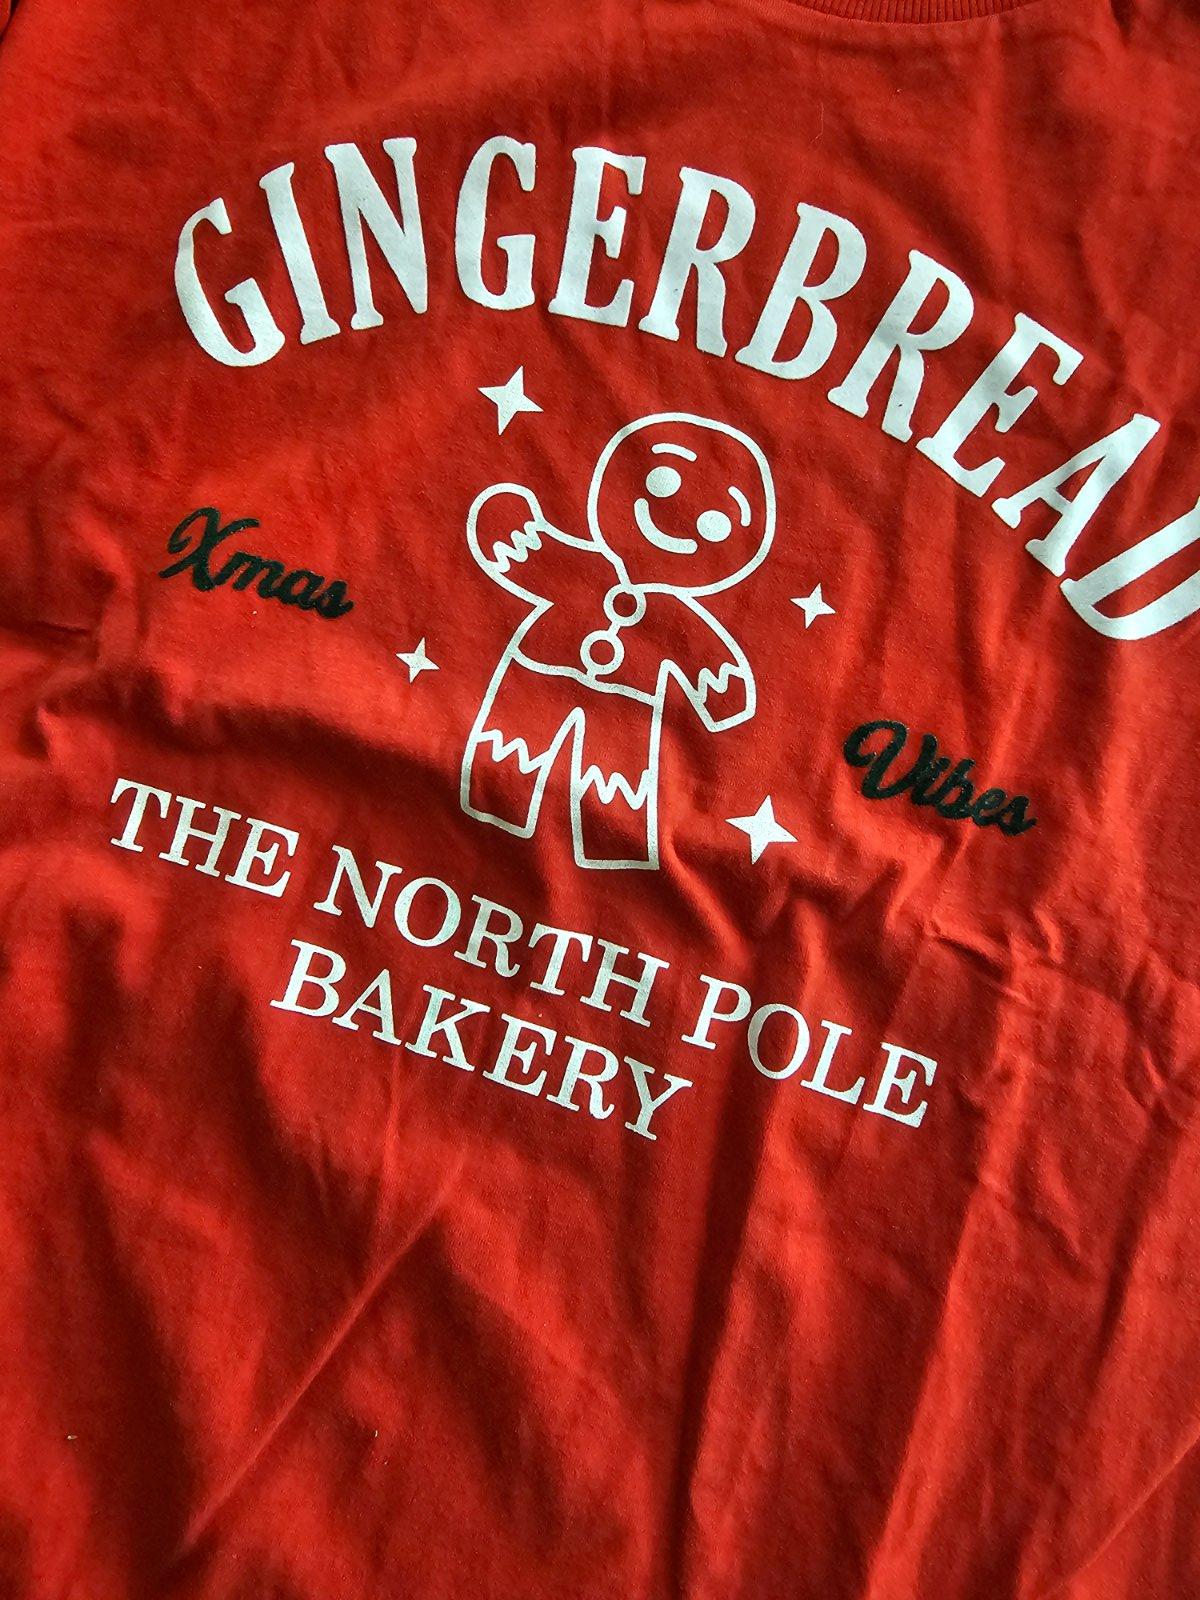 GINGERBREAD
Xmas
Vibes
THE NORTH POLE
BAKERY